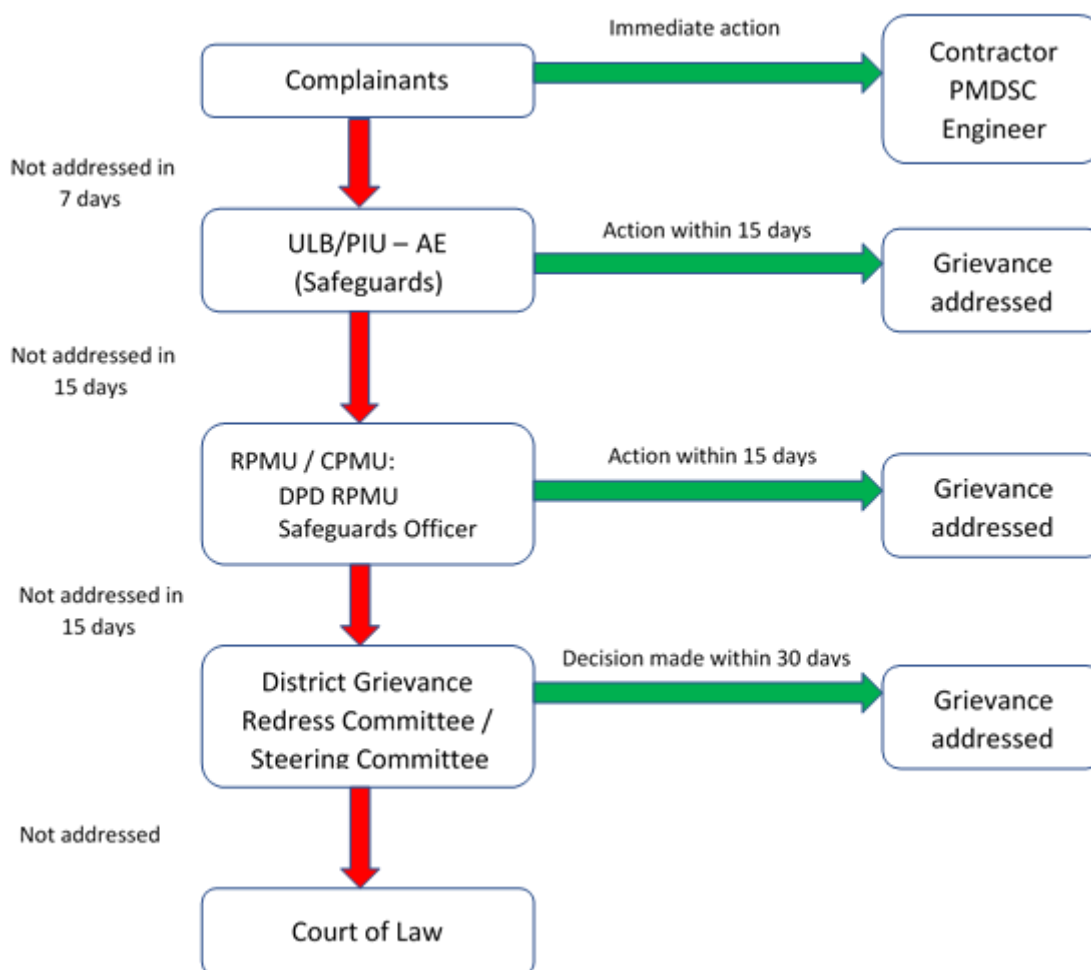 Immediate action
Complainants
Contractor
PMDSC
Engineer
Not addressed in
7 days
ULB/PIU – AE
(Safeguards)
Action within 15 days
Grievance
addressed
Not addressed in
15 days
RPMU / CPMU:
DPD RPMU
Safeguards Officer
Action within 15 days
Grievance
addressed
Not addressed in
15 days
District Grievance
Redress Committee /
Steering Committee
Decision made within 30 days
Grievance
addressed
Not addressed
Court of Law